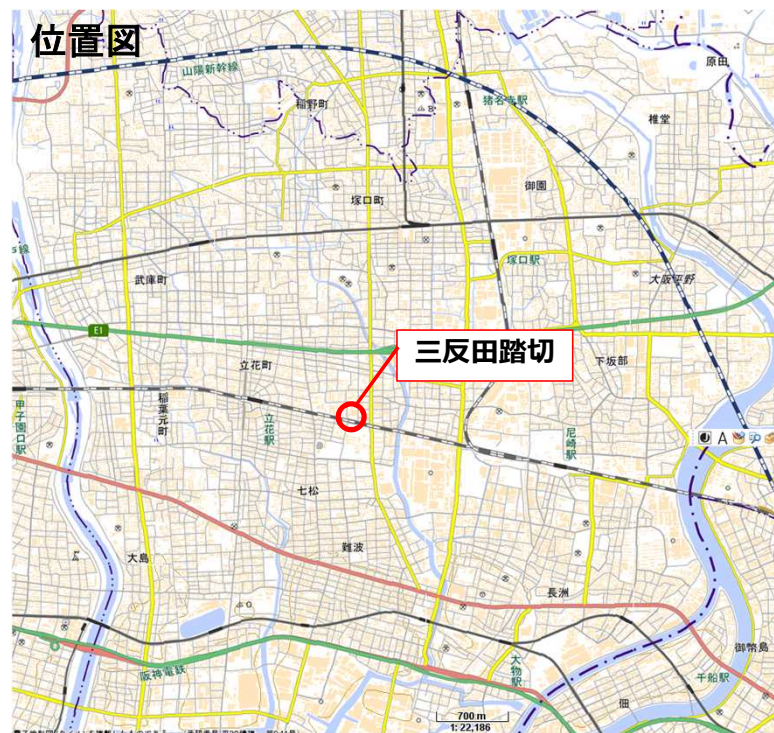 位置図
山陽新幹線
原田
稲野町
猪名寺駅
椎堂
御園
塚口町
塚口駅
武庫町
大阪平野
E1
三反田踏切
下坂部
立花町
稲葉元町
甲子園口駅
立花駅
尼崎駅
A
七松
難波
大島
長洲
御幣島
阪神電鉄
大物駅
千船駅
佃
700 m
1: 22,186